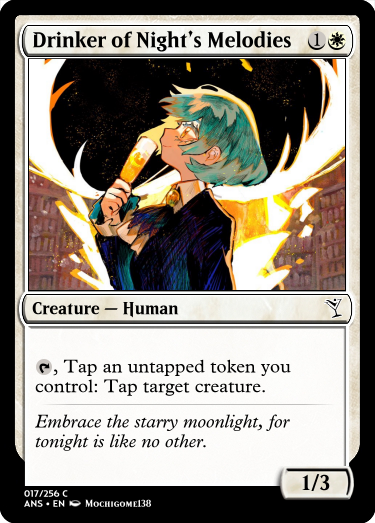 Drinker of Night's Melodies 1
Creature — Human
, Tap an untapped token you
control: Tap target creature.
Embrace the starry moonlight, for
tonight is like no other.
1/3
017/256 C
ANS • EN Mochigome138